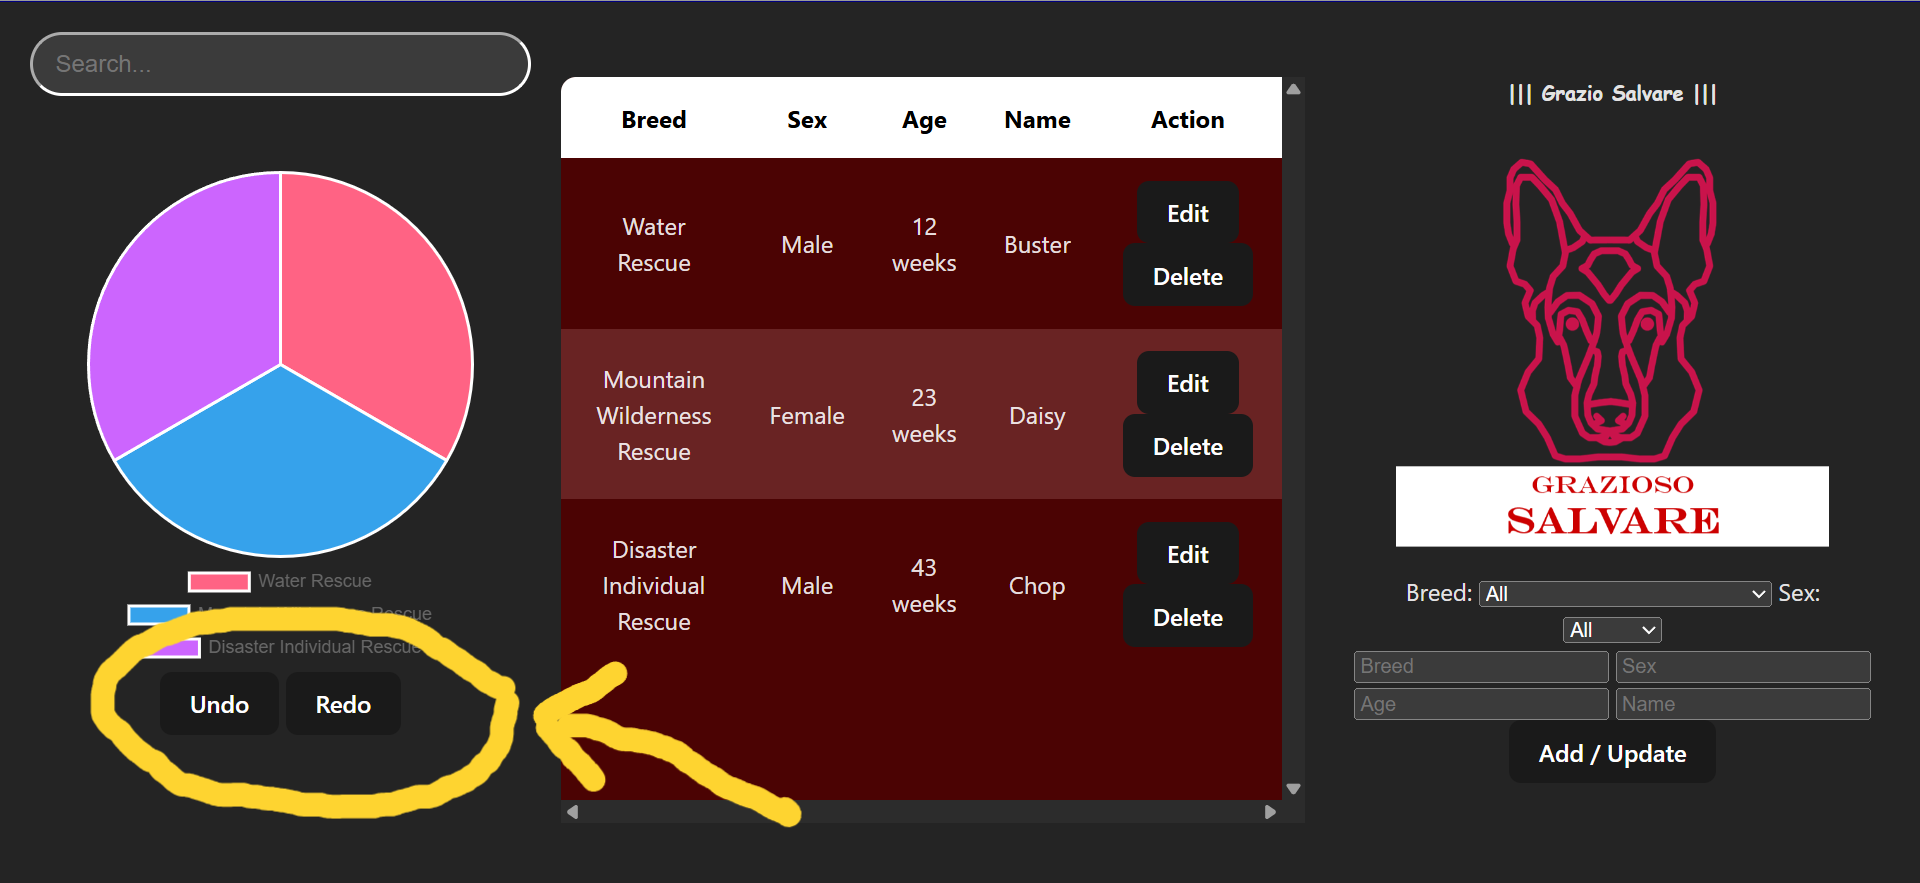 Search...
Water Rescue
Rescue
Disaster Individual Rescue
Undo Redo
Breed Sex Age Name Action
Water
Rescue
Male
12
weeks
Buster
Edit
Delete
Mountain
Wilderness
Rescue
Female
23
weeks
Daisy
Edit
Delete
Disaster
Individual
Rescue
Male
43
weeks
Chop
Edit
Delete
||| Grazio Salvare |||
GRAZIOSO
SALVARE
Breed: All Sex:
All
Breed Sex
Age Name
Add / Update